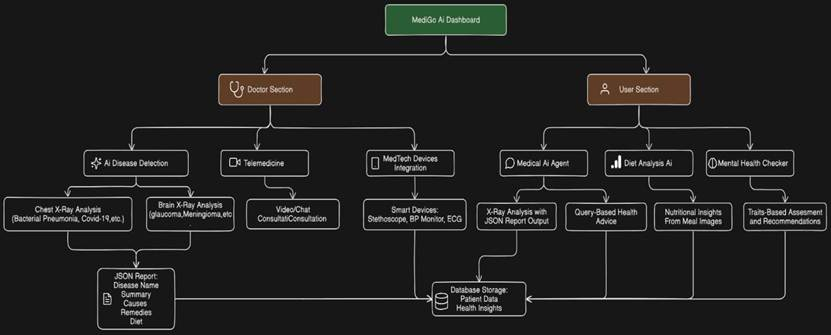 MediGo Ai Dashboard
Doctor Section
User Section
Ai Disease Detection
Telemedicine
MedTech Devices
Integration
Medical Ai Agent
Diet Analysis Ai
Mental Health Checker
Chest X-Ray Analysis
(Bacterial Pneumonia, Covid-19,etc.)
Brain X-Ray Analysis
(glaucoma,Meningioma,etc
.
Video/Chat
ConsultatiConsultation
Smart Devices:
Stethoscope, BP Monitor, ECG
X-Ray Analysis with
JSON Report Output
Query-Based Health
Advice
Nutritional Insights
From Meal Images
Traits-Based Assesment
and Recommendations
JSON Report:
Disease Name
Summary
Causes
Remedies
Diet
Database Storage:
Patient Data
Health Insights